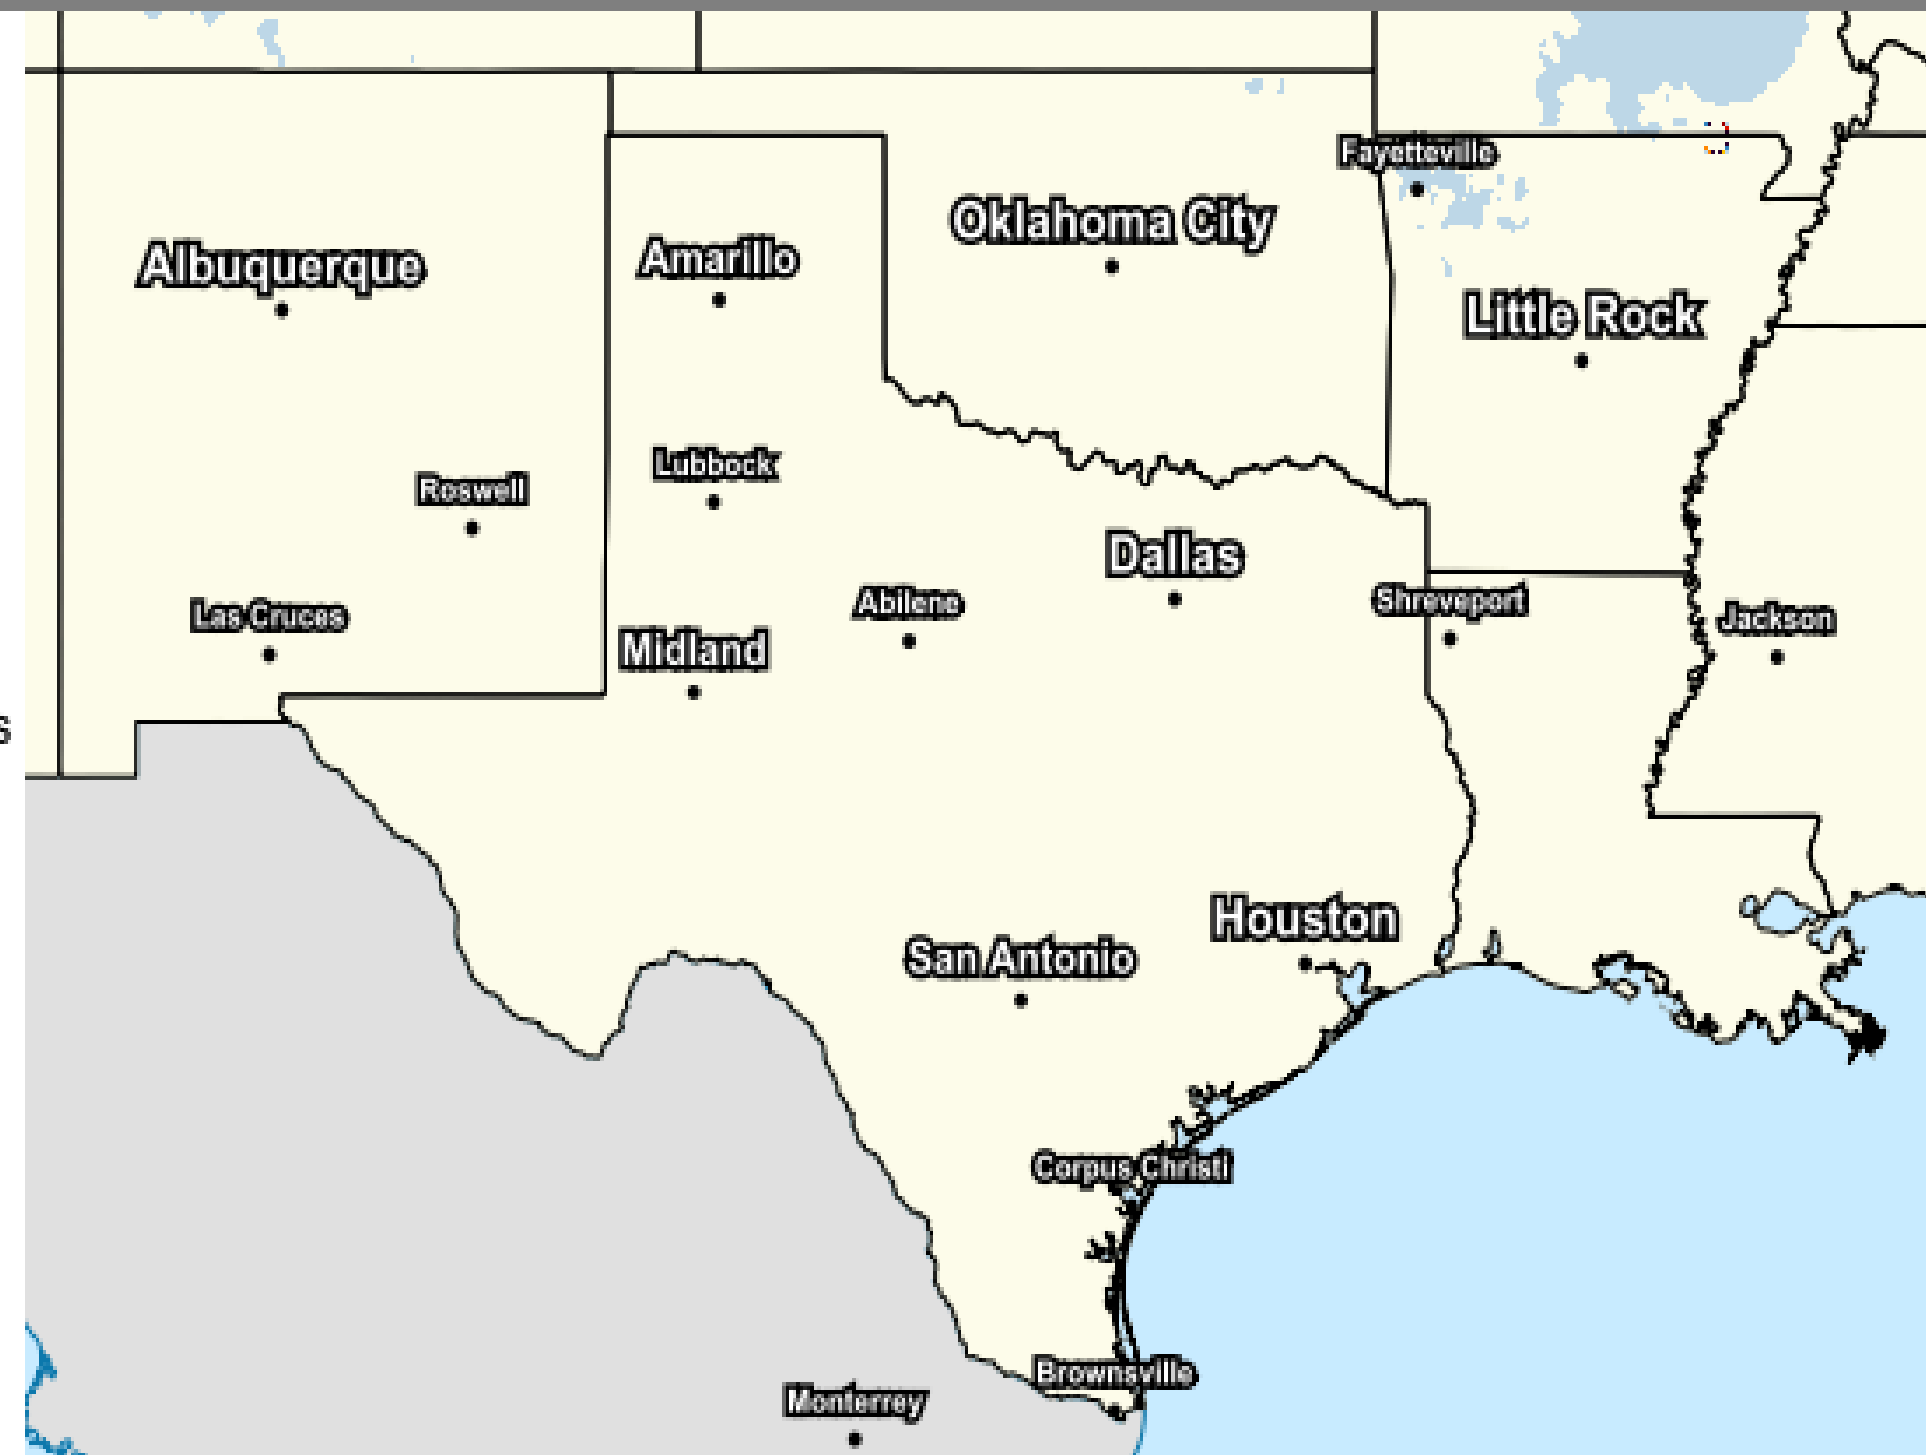 Fayetteville
Oklahoma City
Albuquerque
Amarillo
Little Rock
Lubbock
Roswell
Dallas
Las Cruces
Abilene
Shreveport
Jackson
Midland
s
Houston
San Antonio
Corpus Christi
Brownsville
Monterrey